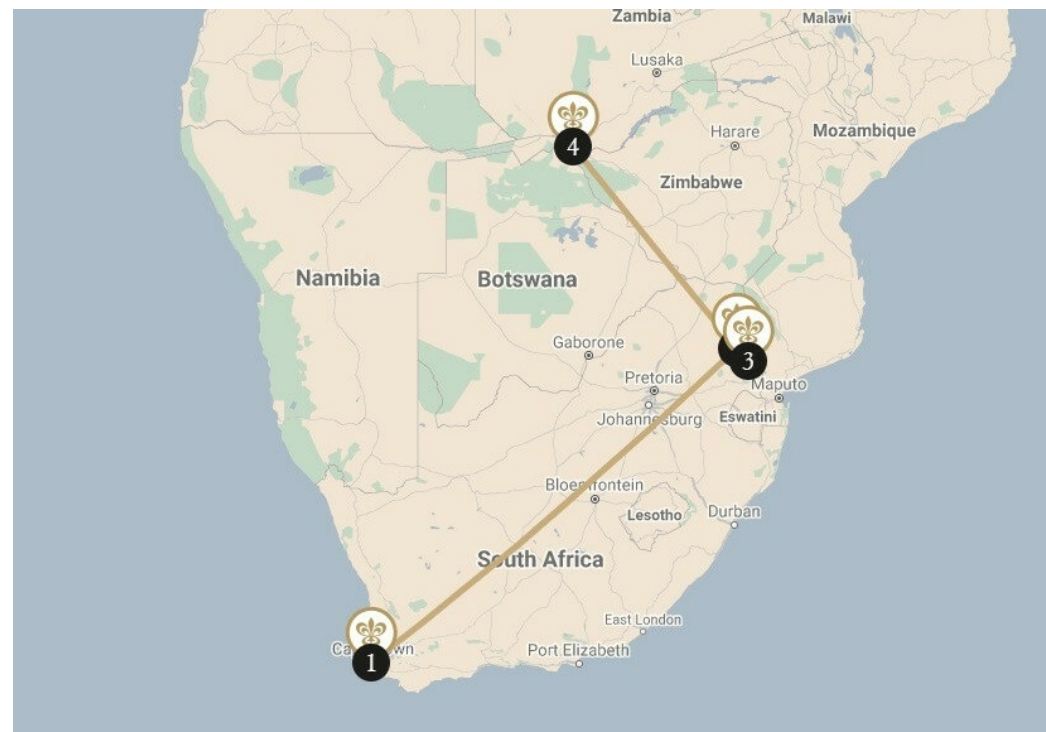 Zambia
Malawi
Lusaka
Harare
Mozambique
4
Zimbabwe
Namibia
Botswana
Gaborone
3
Pretoria
Maputo
Johannesburg
Eswatini
Bloemfontein
Lesotho
Durban
South Africa
East London
Port Elizabeth
1